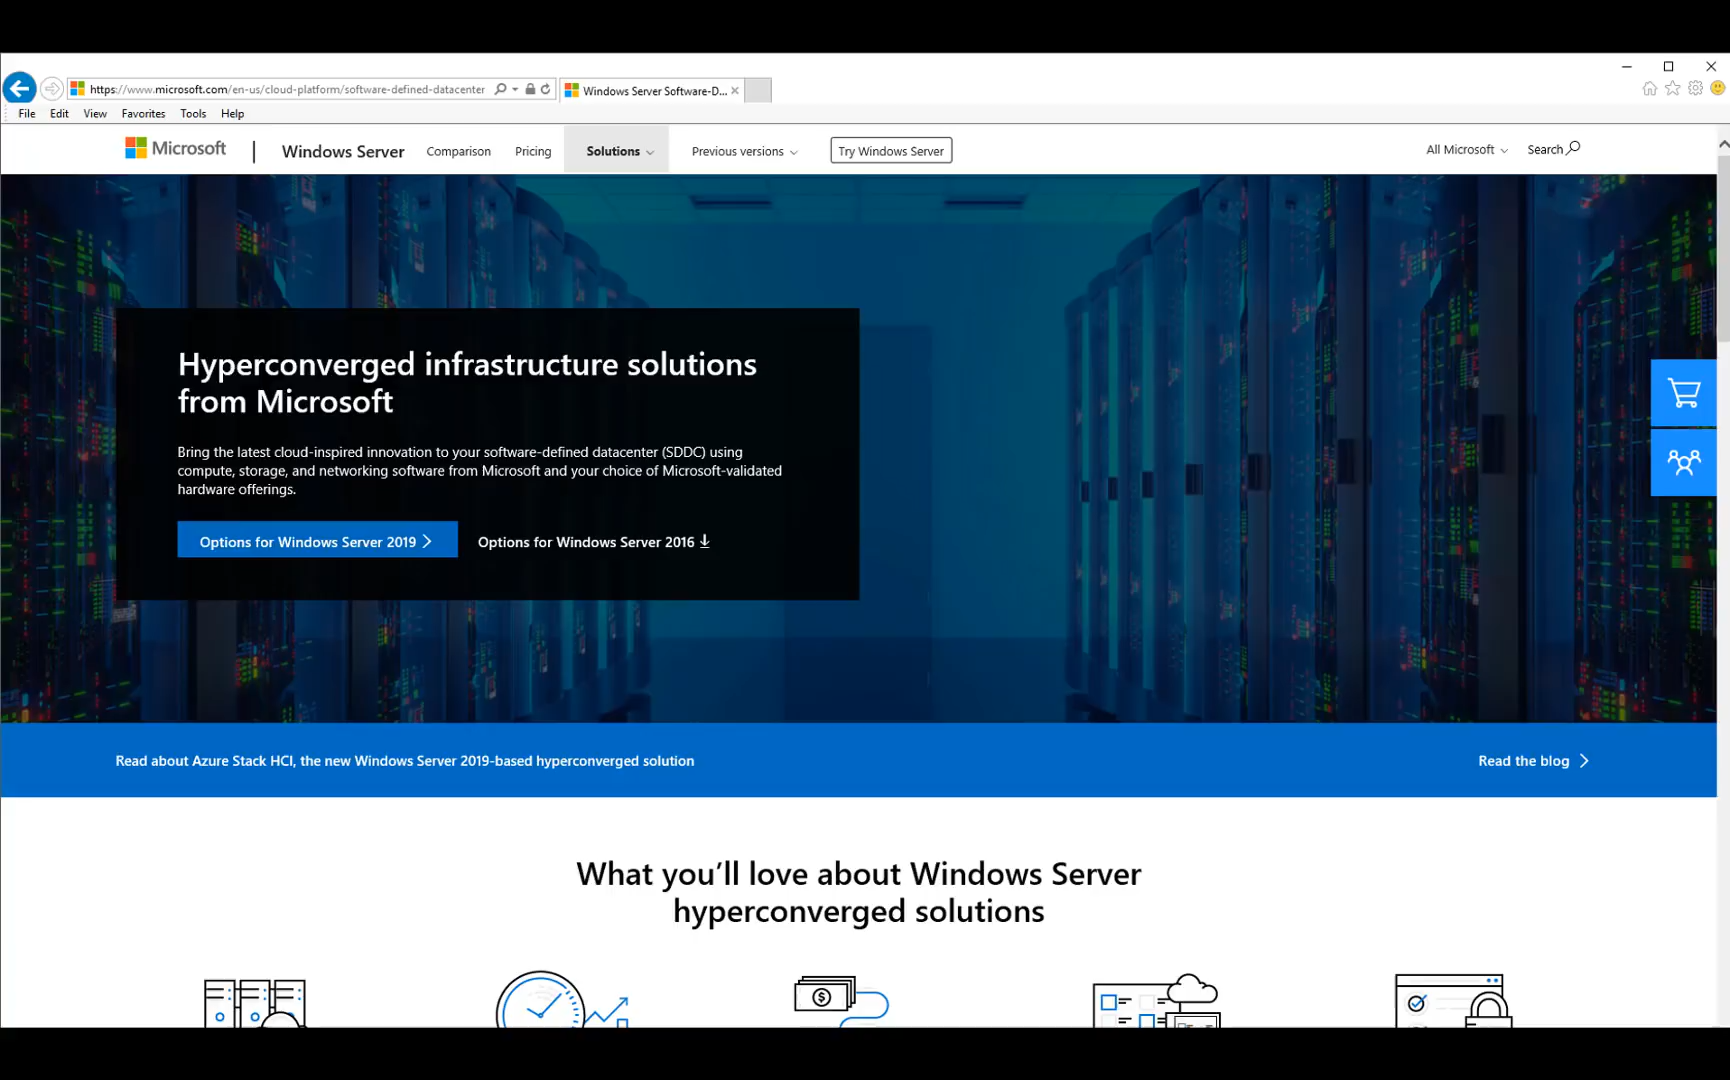 https://www.microsoft.com/en-us/cloud-platform/software-defined-datacenter
Windows Server Software-D...
File Edit View Favorites Tools Help
Microsoft
Windows Server
Comparison
Pricing
Solutions
Previous versions
Try Windows Server
All Microsoft
Search
Hyperconverged infrastructure solutions
from Microsoft
Bring the latest cloud-inspired innovation to your software-defined datacenter (SDDC) using
compute, storage, and networking software from Microsoft and your choice of Microsoft-validated
hardware offerings.
Options for Windows Server 2019
Options for Windows Server 2016
Read about Azure Stack HCI, the new Windows Server 2019-based hyperconverged solution
Read the blog
What you’ll love about Windows Server
hyperconverged solutions
$